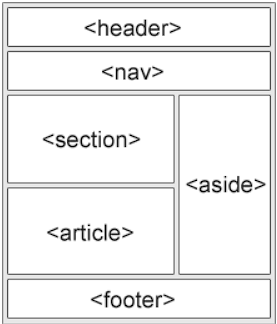 <header>
<nav>
<section>
<aside>
<article>
<footer>